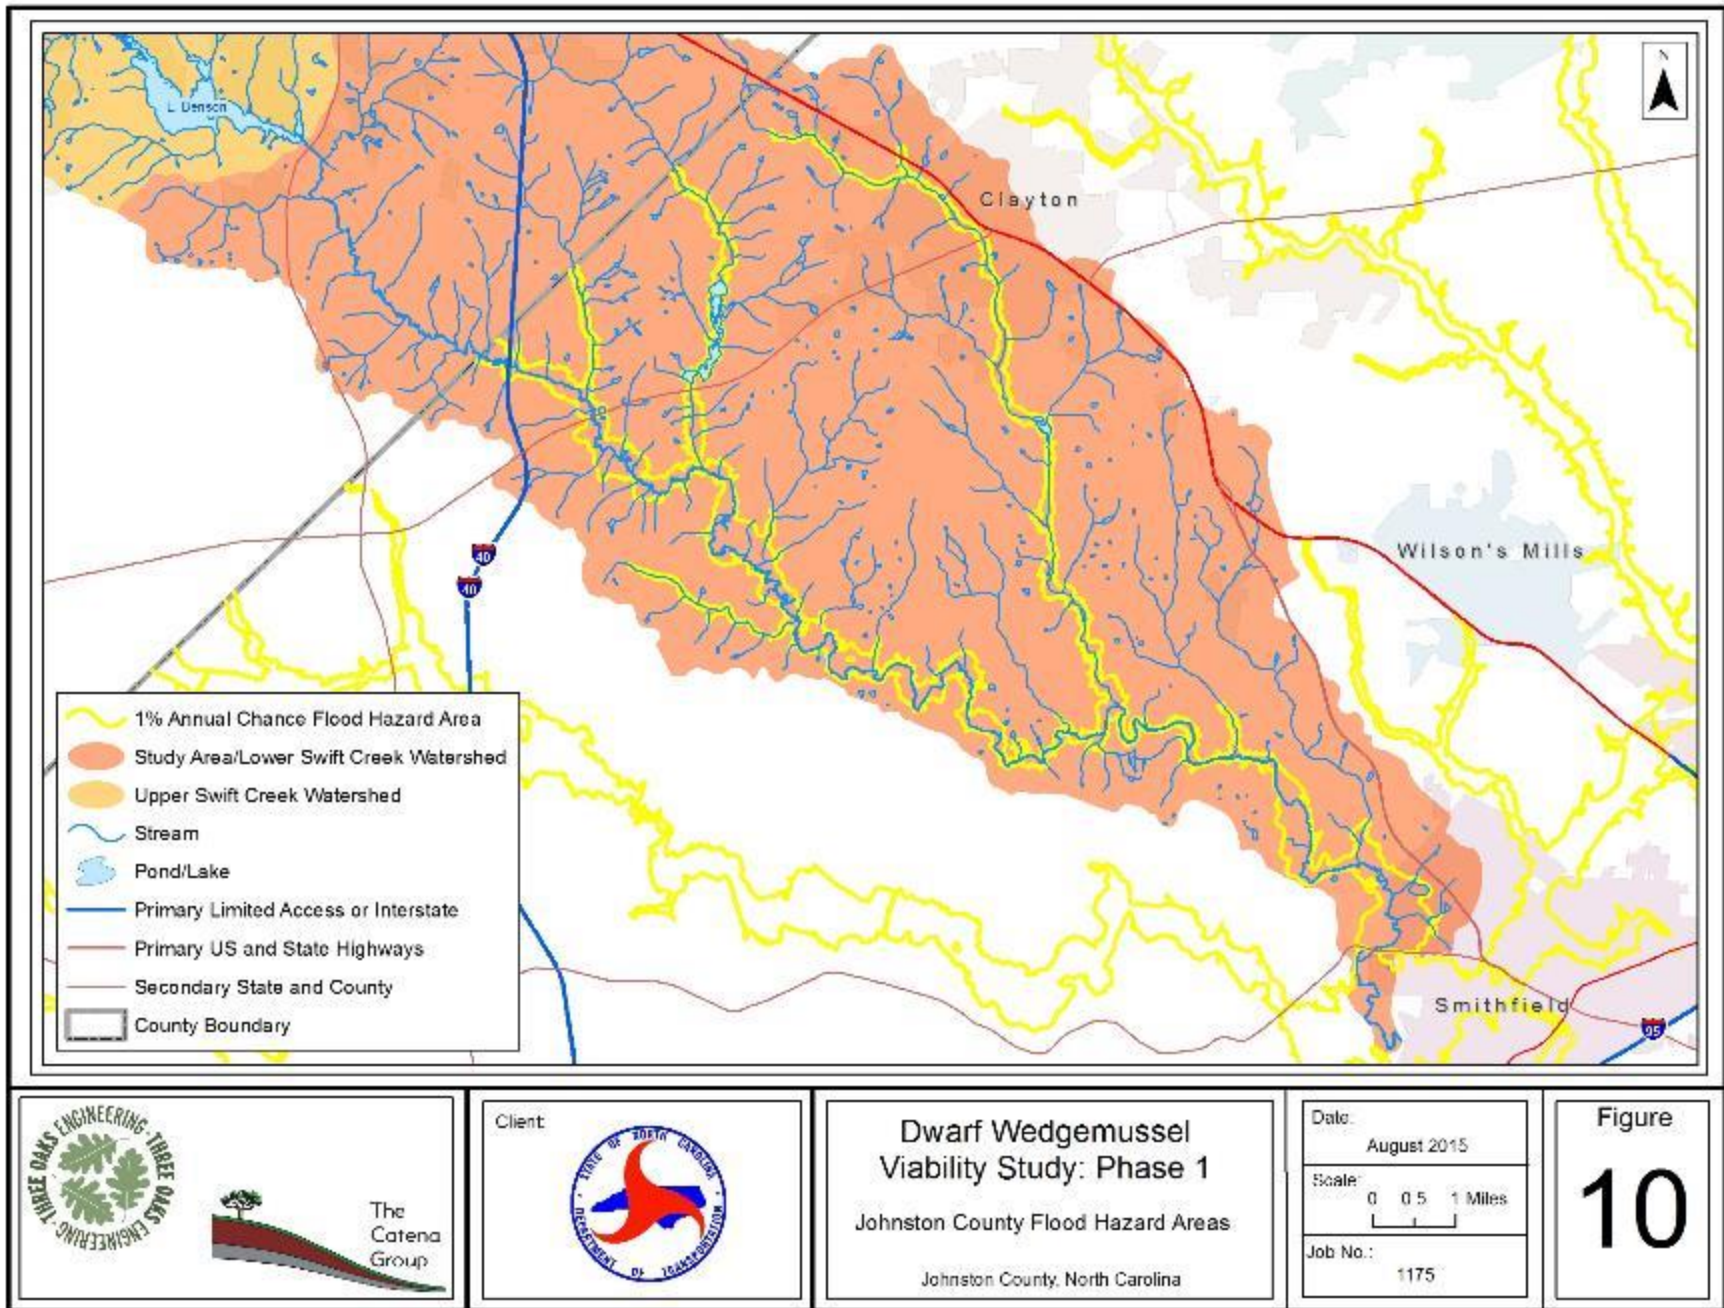 N
L. Benson
Clayton
Wilson's Mills
40
40
Smithfield
95
1% Annual Chance Flood Hazard Area
Study Area/Lower Swift Creek Watershed
Upper Swift Creek Watershed
Stream
Pond/Lake
Primary Limited Access or Interstate
Primary US and State Highways
Secondary State and County
County Boundary
THREE OAKS ENGINEERING · THREE OAKS ENGINEERING ·
The
Catena
Group
Client:
STATE OF NORTH CAROLINA
DEPARTMENT OF TRANSPORTATION
Dwarf Wedgemussel
Viability Study: Phase 1
Johnston County Flood Hazard Areas
Johnston County, North Carolina
Date:
August 2015
Scale:
0 0.5 1 Miles
Job No.:
1175
Figure
10